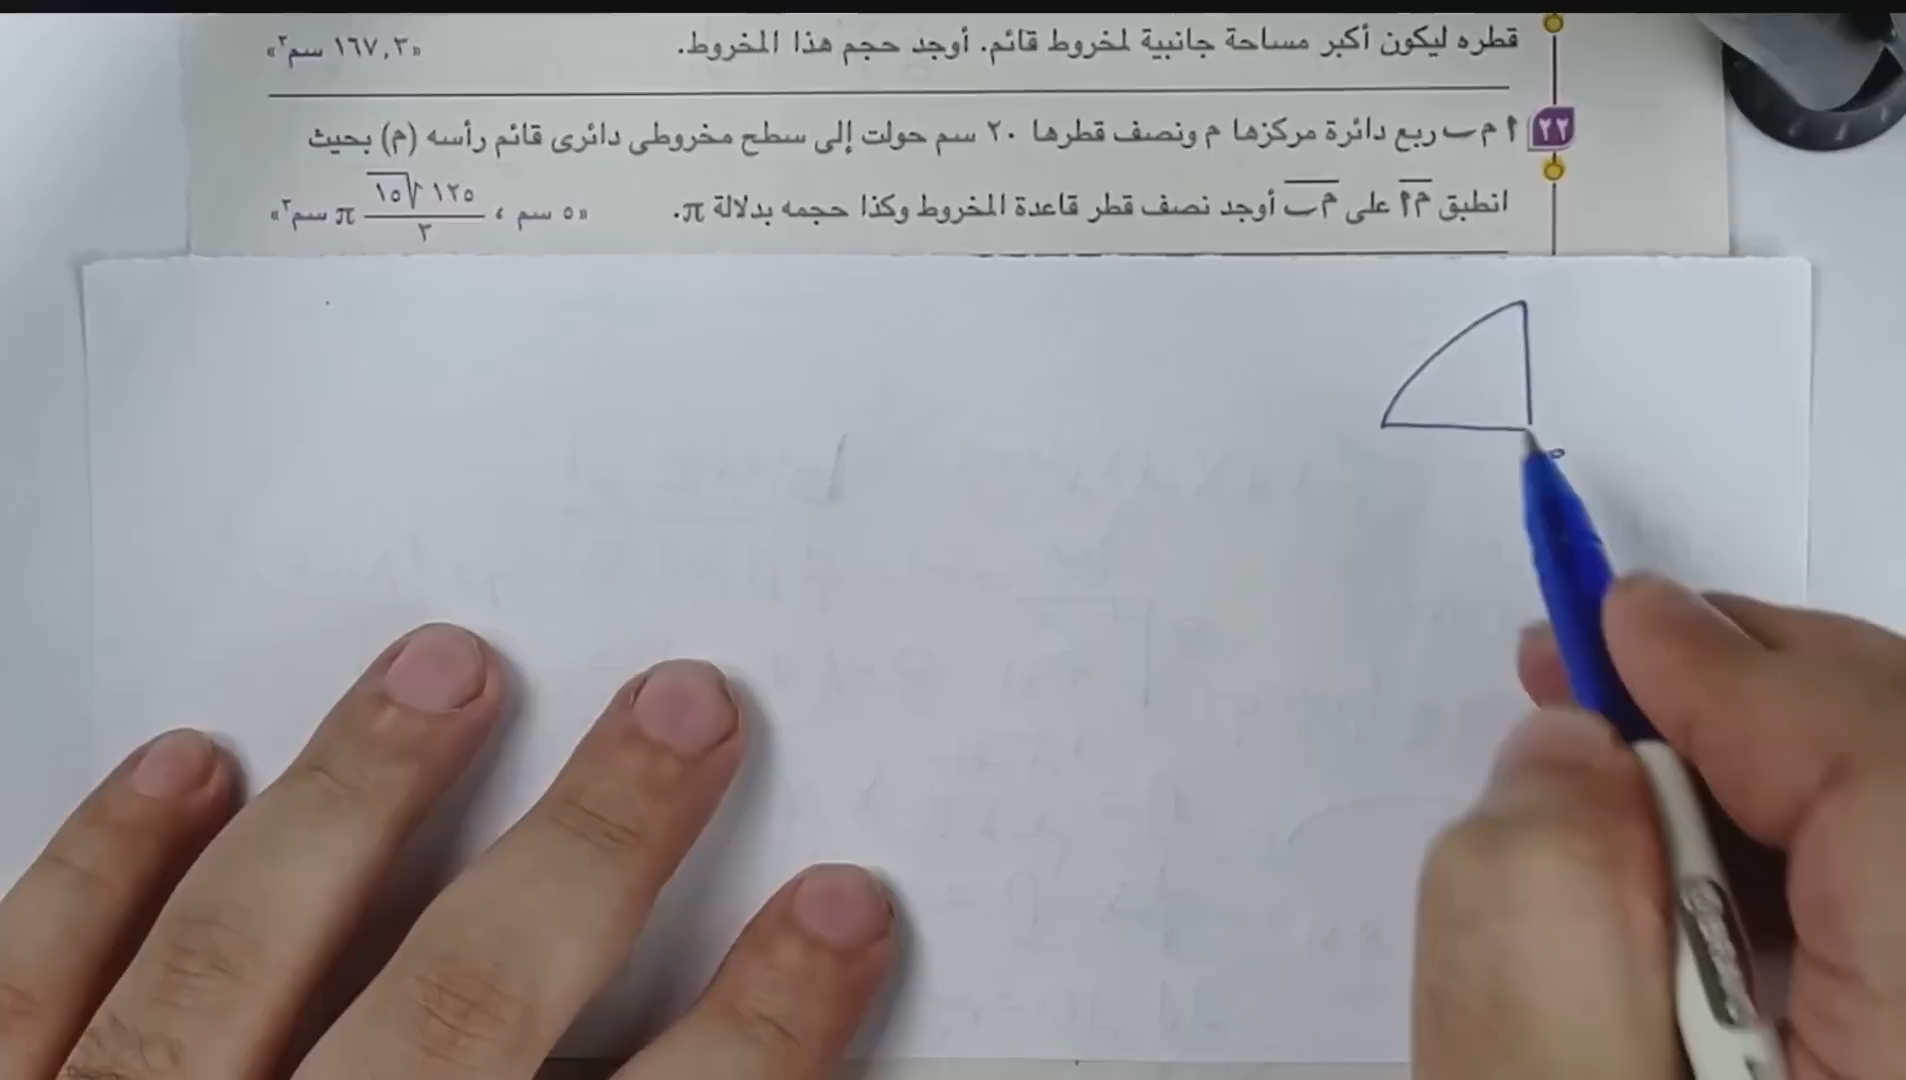 قطره ليكون أكبر مساحة جانبية لمخروط قائم. أوجد حجم هذا المخروط. «١٦٧,٣ سم٣»
٢٢ ٢ م ب ربع دائرة مركزها م ونصف قطرها ٢٠ سم حولت إلى سطح مخروطى دائرى قائم رأسه (م) بحيث
انطبق م٢ على م ب أوجد نصف قطر قاعدة المخروط وكذا حجمه بدلالة π. «٥ سم ، ١٢٥√١٥/٣ π سم٣»
م